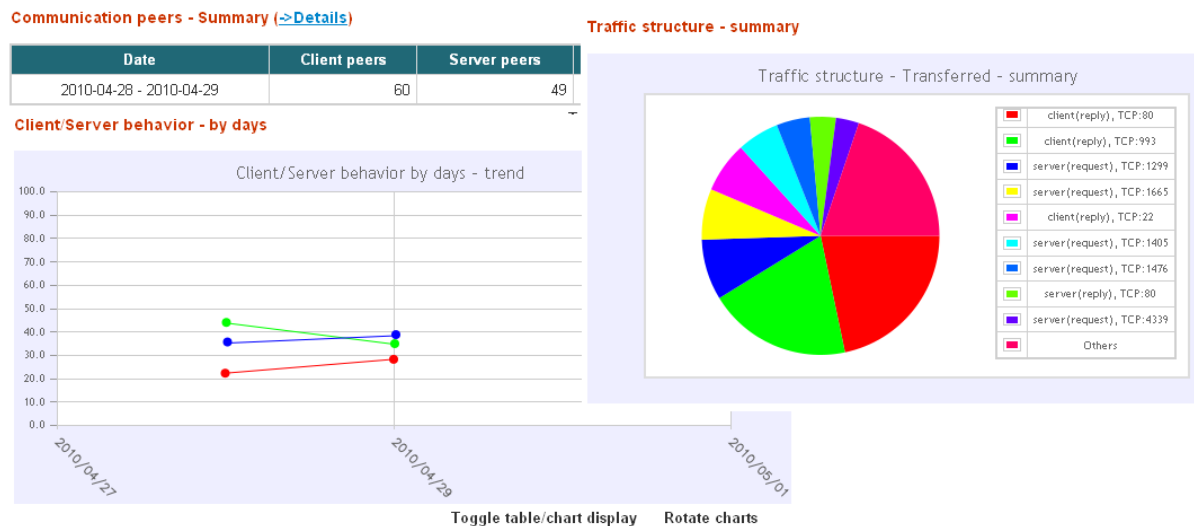 Communication peers - Summary (->Details)
Date Client peers Server peers
2010-04-28 - 2010-04-29 60 49
Client/Server behavior - by days
Client/Server behavior by days - trend
100.0
90.0
80.0
70.0
60.0
50.0
40.0
30.0
20.0
10.0
0.0
2010/04/27
2010/04/29
2010/05/01
Traffic structure - summary
Traffic structure - Transferred - summary
client(reply), TCP:80
client(reply), TCP:993
server(request), TCP:1299
server(request), TCP:1665
client(reply), TCP:22
server(request), TCP:1405
server(request), TCP:1476
server(reply), TCP:80
server(request), TCP:4339
Others
Toggle table/chart display Rotate charts